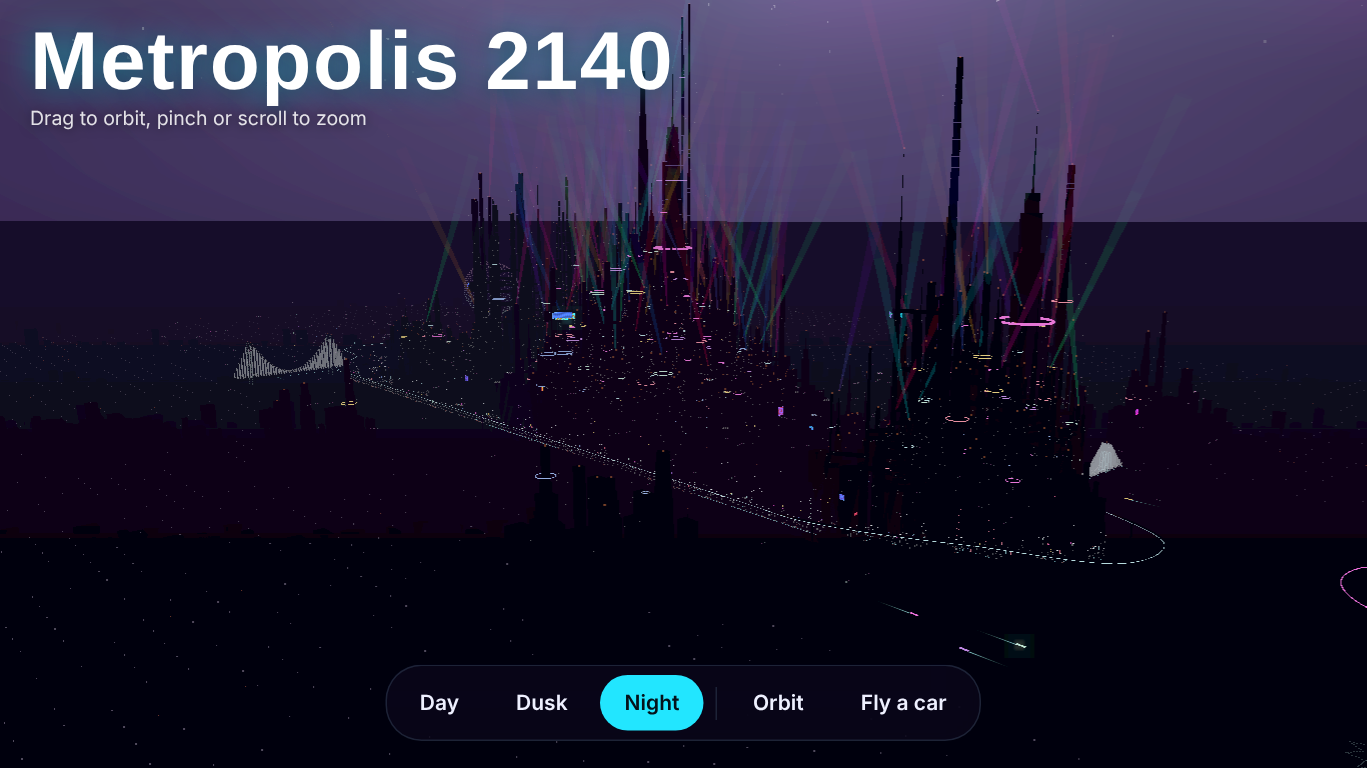 Metropolis 2140
Drag to orbit, pinch or scroll to zoom
Day Dusk Night Orbit Fly a car